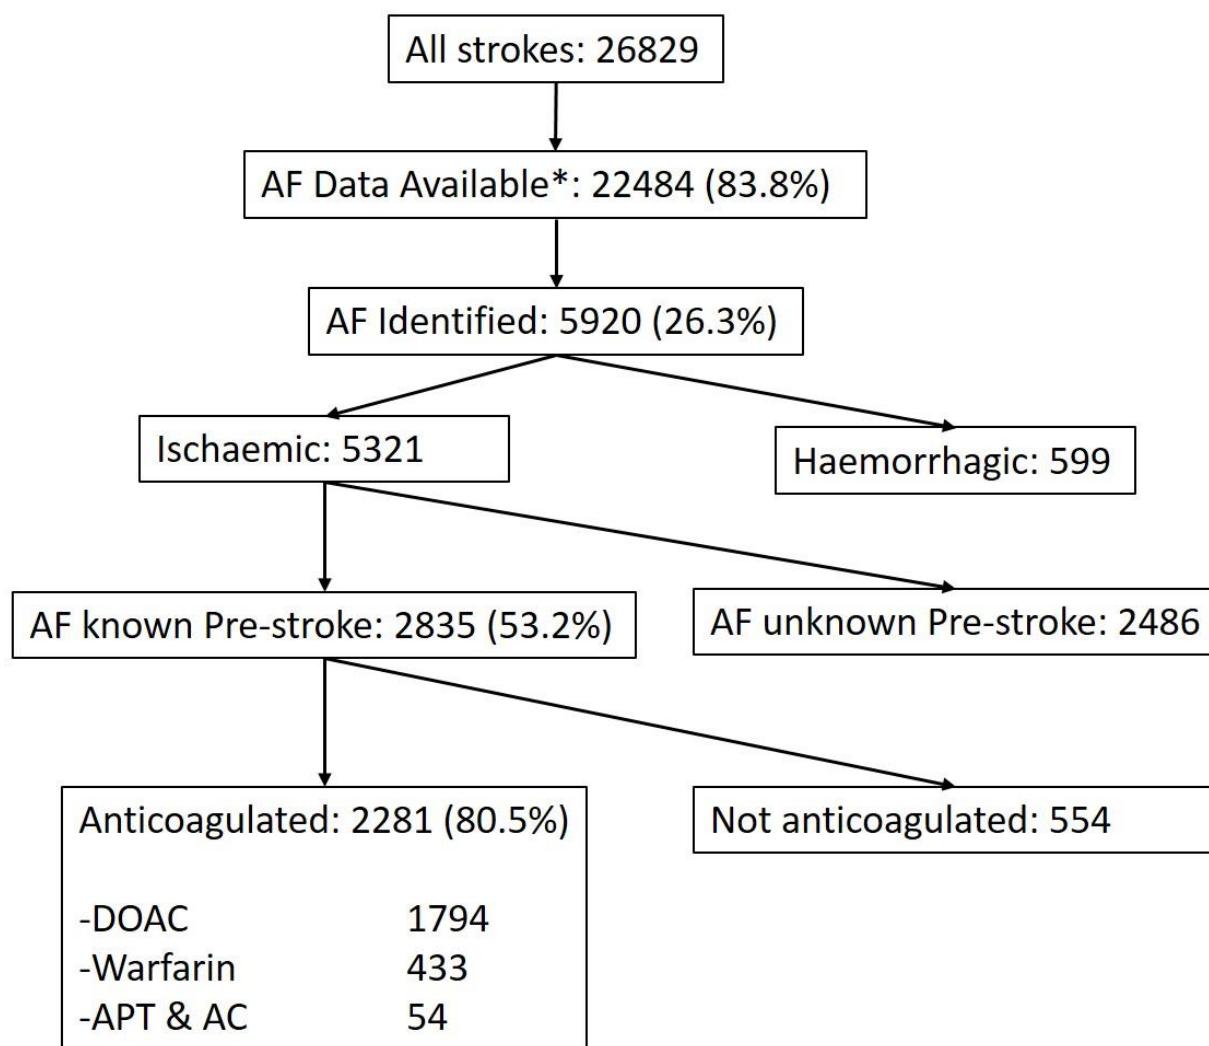 All strokes: 26829
AF Data Available*: 22484 (83.8%)
AF Identified: 5920 (26.3%)
Ischaemic: 5321
Haemorrhagic: 599
AF known Pre-stroke: 2835 (53.2%)
AF unknown Pre-stroke: 2486
Anticoagulated: 2281 (80.5%)
Not anticoagulated: 554
-DOAC 1794
-Warfarin 433
-APT & AC 54